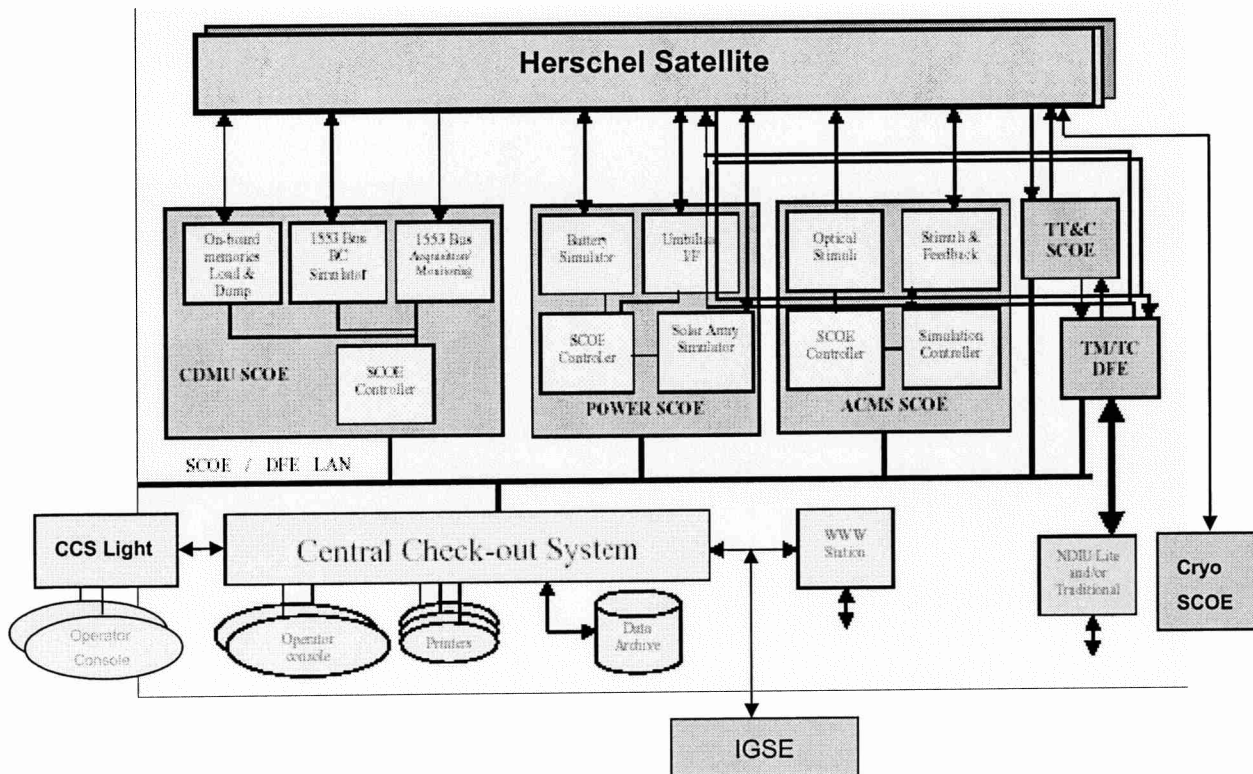 Herschel Satellite
On-board
memories
Load &
Dump
1553 Bus
BC
Simulator
1553 Bus
Acquisition/
Monitoring
SCOE
Controller
CDMU SCOE
Battery
Simulator
Umbilical
I/F
SCOE
Controller
Solar Array
Simulator
POWER SCOE
Optical
Stimuli
Stimuli &
Feedback
SCOE
Controller
Simulation
Controller
ACMS SCOE
TT&C
SCOE
TM/TC
DFE
SCOE / DFE LAN
CCS Light
Operator
Console
Central Check-out System
Operator
console
Printers
Data
Archive
WWW
Station
NDIU Lite
and/or
Traditional
Cryo
SCOE
IGSE